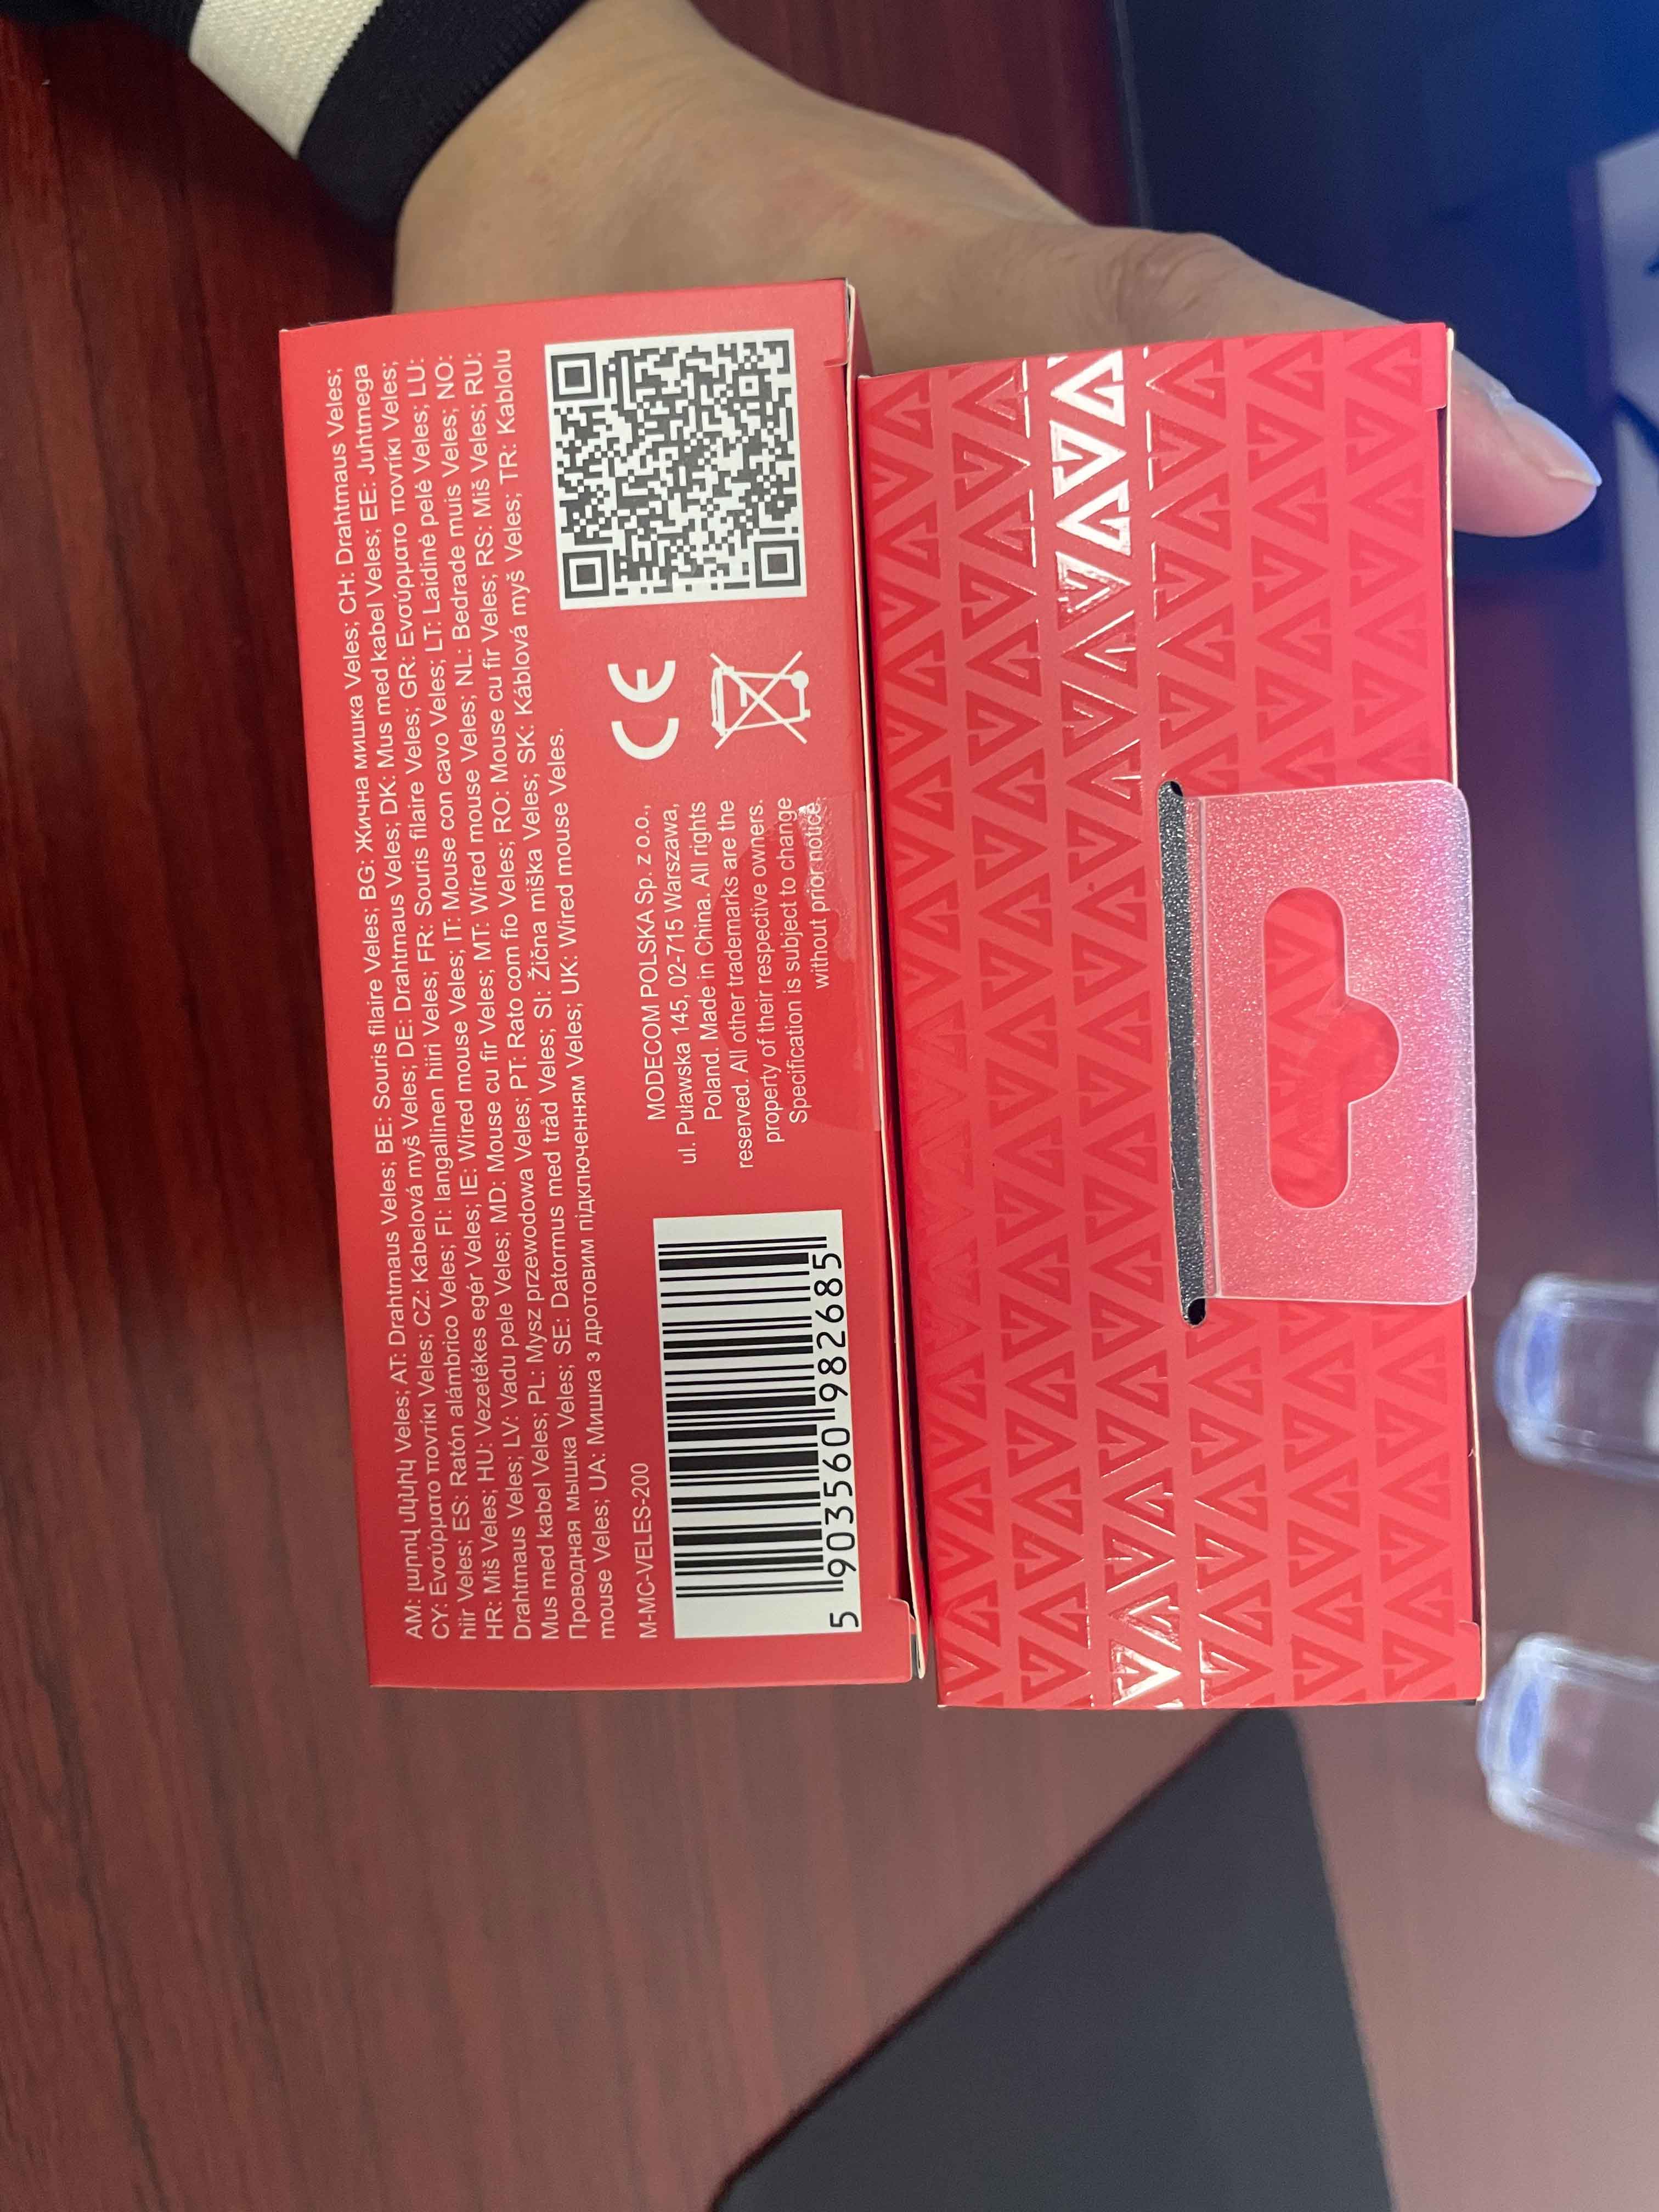 AM: լարով մկնիկ Veles; AT: Drahtmaus Veles; BE: Souris filaire Veles; BG: Жична мишка Veles; CH: Drahtmaus Veles;
CY: Ενσύρματο ποντίκι Veles; CZ: Kabelová myš Veles; DE: Drahtmaus Veles; DK: Mus med kabel Veles; EE: Juhtmega
hiir Veles; ES: Ratón alámbrico Veles; FI: langallinen hiiri Veles; FR: Souris filaire Veles; GR: Ενσύρματο ποντίκι Veles;
HR: Miš Veles; HU: Vezetékes egér Veles; IE: Wired mouse Veles; IT: Mouse con cavo Veles; LT: Laidinė pelė Veles; LU:
Drahtmaus Veles; LV: Vadu pele Veles; MD: Mouse cu fir Veles; MT: Wired mouse Veles; NL: Bedrade muis Veles; NO:
Mus med kabel Veles; PL: Mysz przewodowa Veles; PT: Rato com fio Veles; RO: Mouse cu fir Veles; RS: Miš Veles; RU:
Проводная мышка Veles; SE: Datormus med tråd Veles; SI: Žična miška Veles; SK: Káblová myš Veles; TR: Kablolu
mouse Veles; UA: Мишка з дротовим підключенням Veles; UK: Wired mouse Veles.
M-MC-VELES-200
5 903560 982685
MODECOM POLSKA Sp. z o.o.,
ul. Puławska 145, 02-715 Warszawa,
Poland. Made in China. All rights
reserved. All other trademarks are the
property of their respective owners.
Specification is subject to change
without prior notice.
CE